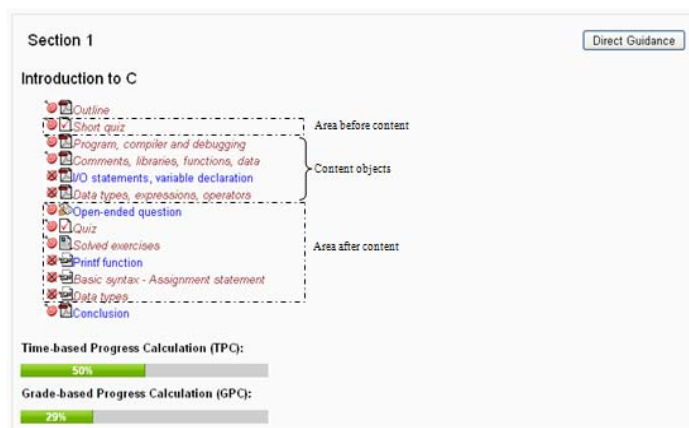 Section 1
Direct Guidance
Introduction to C
Outline
Short quiz
Area before content
Program, compiler and debugging
Comments, libraries, functions, data
I/O statements, variable declaration
Content objects
Data types, expressions, operators
Open-ended question
Quiz
Solved exercises
Area after content
Printf function
Basic syntax - Assignment statement
Data types
Conclusion
Time-based Progress Calculation (TPC):
50%
Grade-based Progress Calculation (GPC):
29%